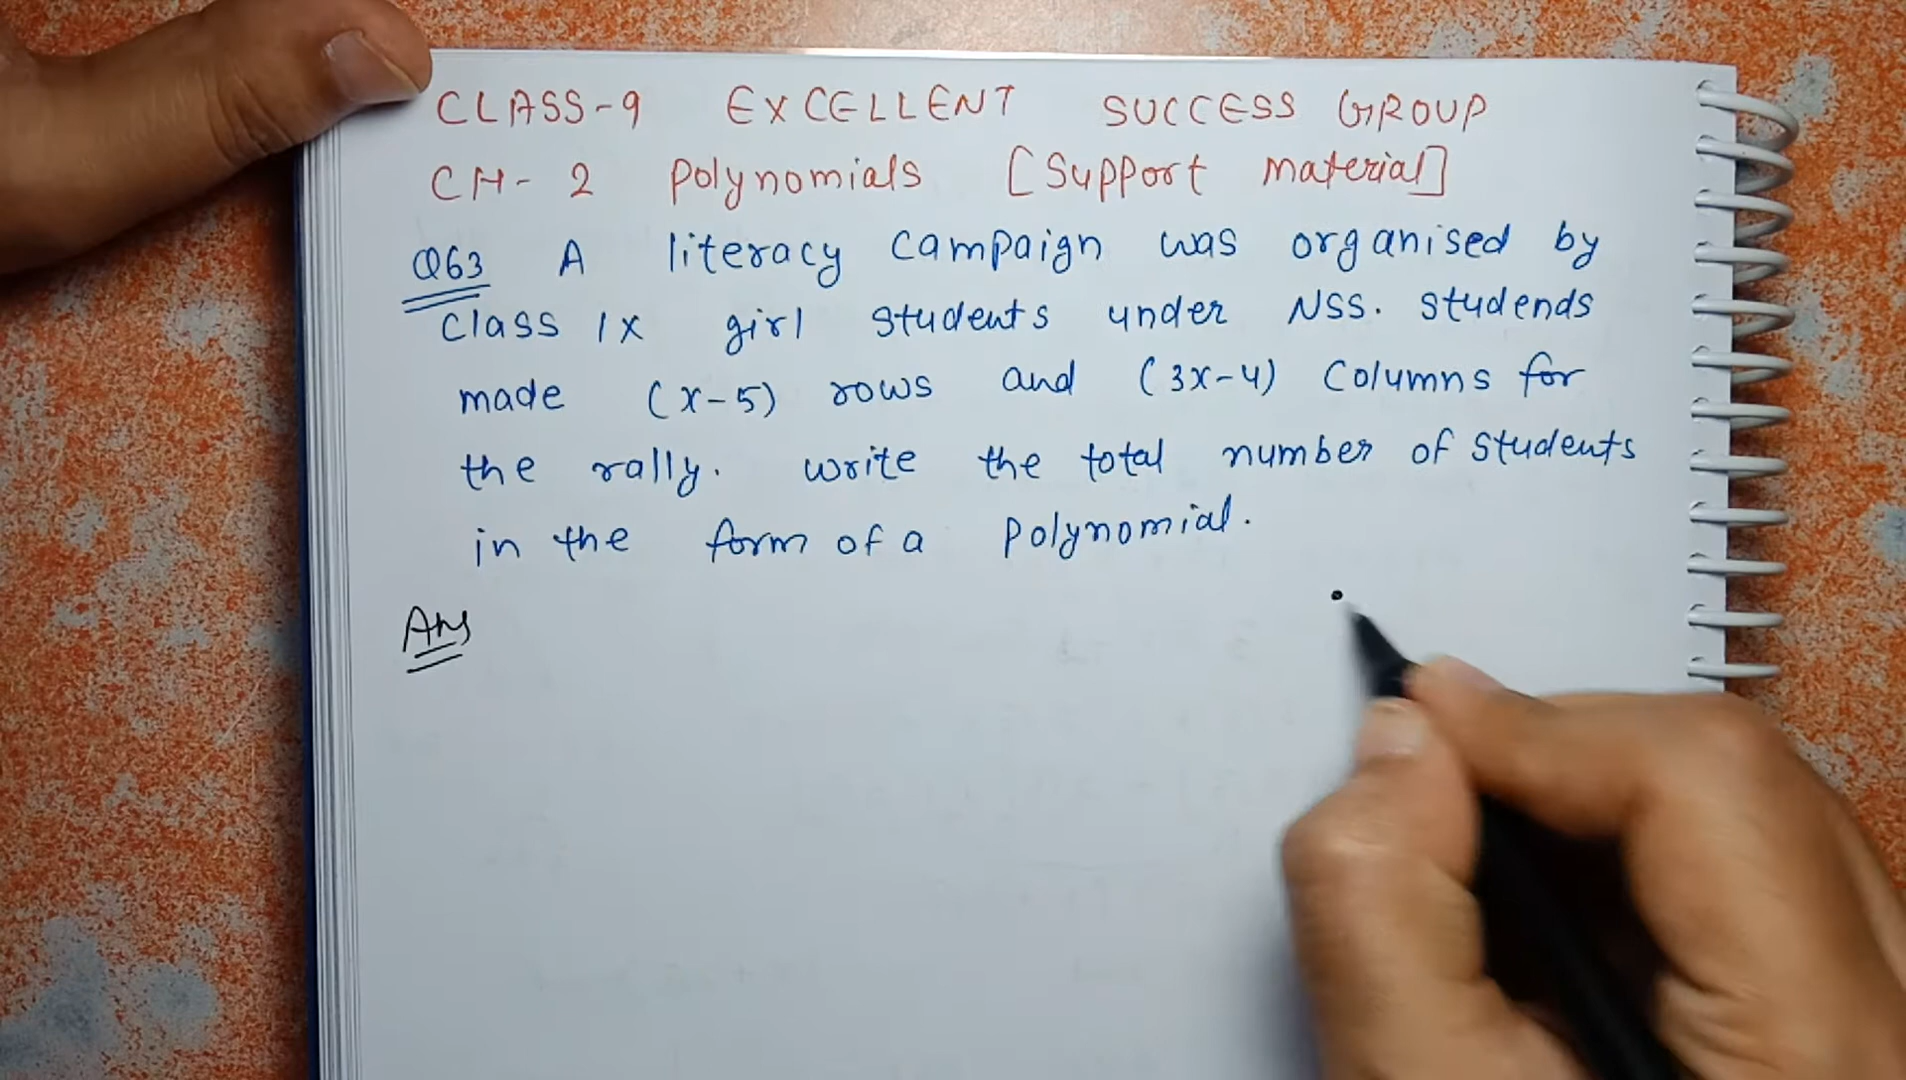 CLASS-9 EXCELLENT SUCCESS GROUP
CH-2 Polynomials [Support Material]
Q63 A literacy campaign was organised by
Class IX girl students under NSS. studends
made (x-5) rows and (3x-4) columns for
the rally. write the total number of students
in the form of a polynomial.
Ans